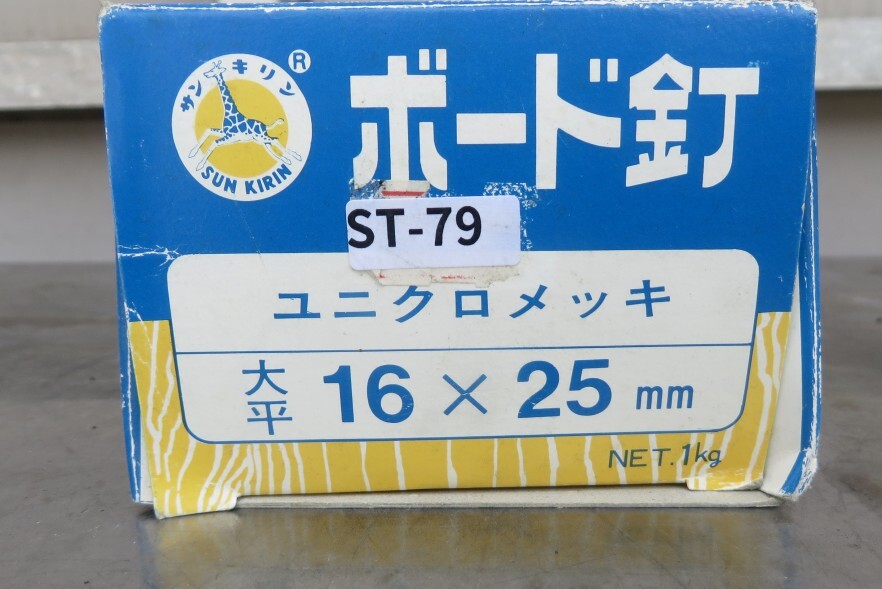 サンキリン ®
SUN KIRIN
ボード釘
ST-79
ユニクロメッキ
大平 16×25 mm
NET.1kg